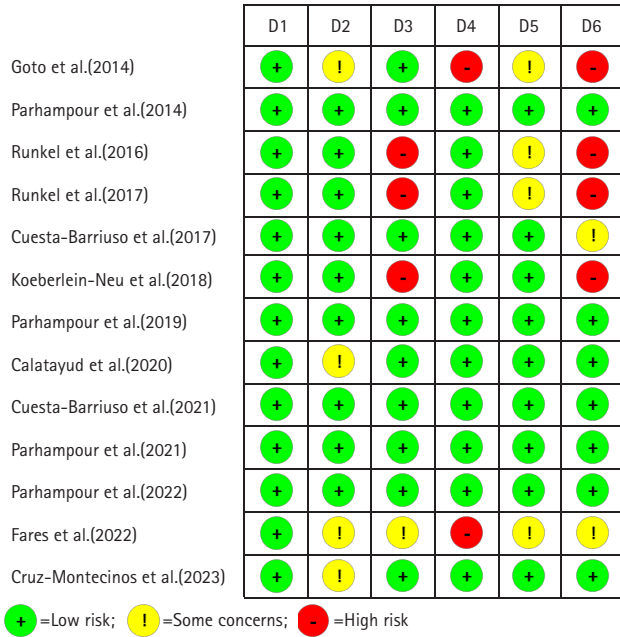 D1 D2 D3 D4 D5 D6
Goto et al.(2014) + ! + - ! -
Parhampour et al.(2014) + + + + + +
Runkel et al.(2016) + + - + ! -
Runkel et al.(2017) + + - + ! -
Cuesta-Barriuso et al.(2017) + + + + + !
Koeberlein-Neu et al.(2018) + + - + + -
Parhampour et al.(2019) + + + + + +
Calatayud et al.(2020) + ! + + + +
Cuesta-Barriuso et al.(2021) + + + + + +
Parhampour et al.(2021) + + + + + +
Parhampour et al.(2022) + + + + + +
Fares et al.(2022) + ! ! - ! !
Cruz-Montecinos et al.(2023) + ! + + + +
+ =Low risk; ! =Some concerns; - =High risk